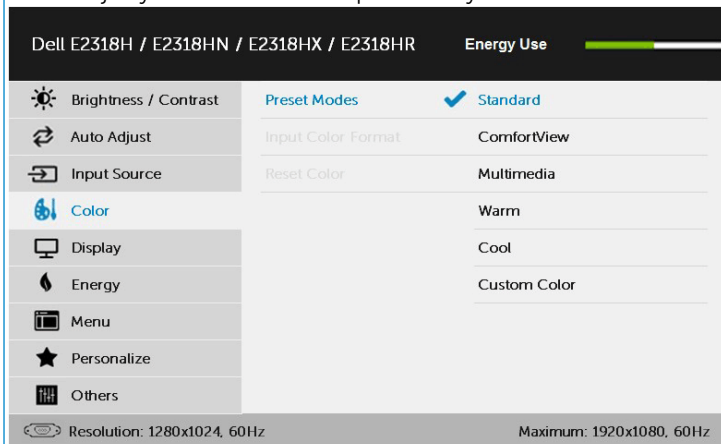 Dell E2318H / E2318HN / E2318HX / E2318HR Energy Use
Brightness / Contrast Preset Modes Standard
Auto Adjust Input Color Format ComfortView
Input Source Reset Color Multimedia
Color Warm
Display Cool
Energy Custom Color
Menu
Personalize
Others
Resolution: 1280x1024, 60Hz Maximum: 1920x1080, 60Hz